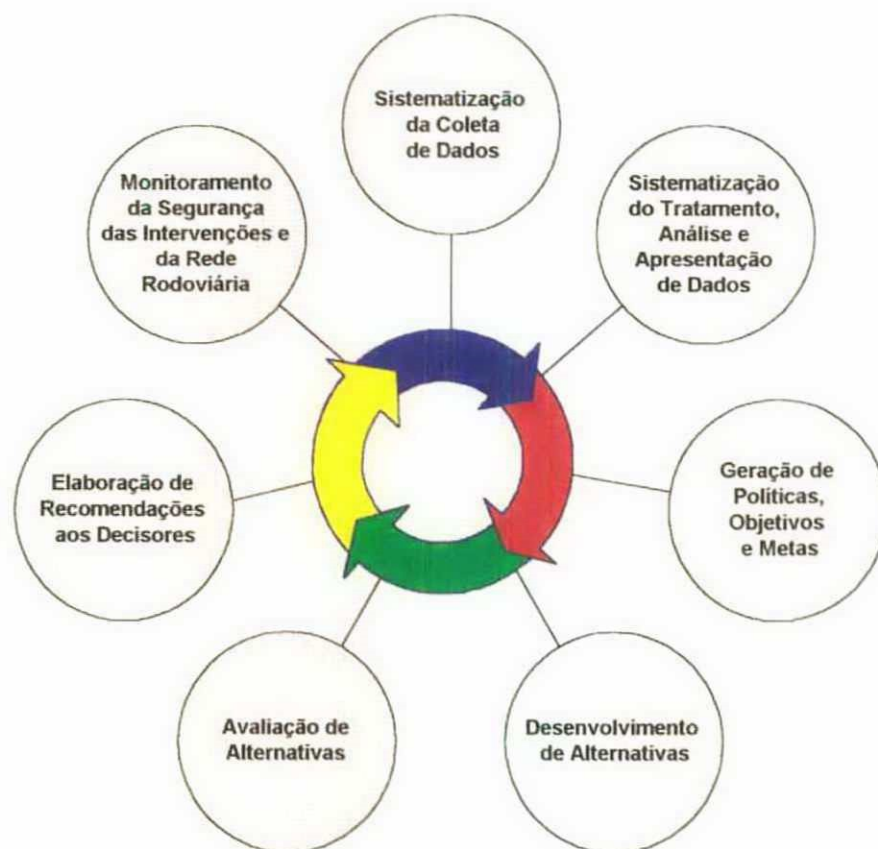 Sistematização
da Coleta
de Dados
Sistematização
do Tratamento,
Análise e
Apresentação
de Dados
Geração de
Políticas,
Objetivos
e Metas
Desenvolvimento
de Alternativas
Avaliação de
Alternativas
Elaboração de
Recomendações
aos Decisores
Monitoramento
da Segurança
das Intervenções e
da Rede
Rodoviária